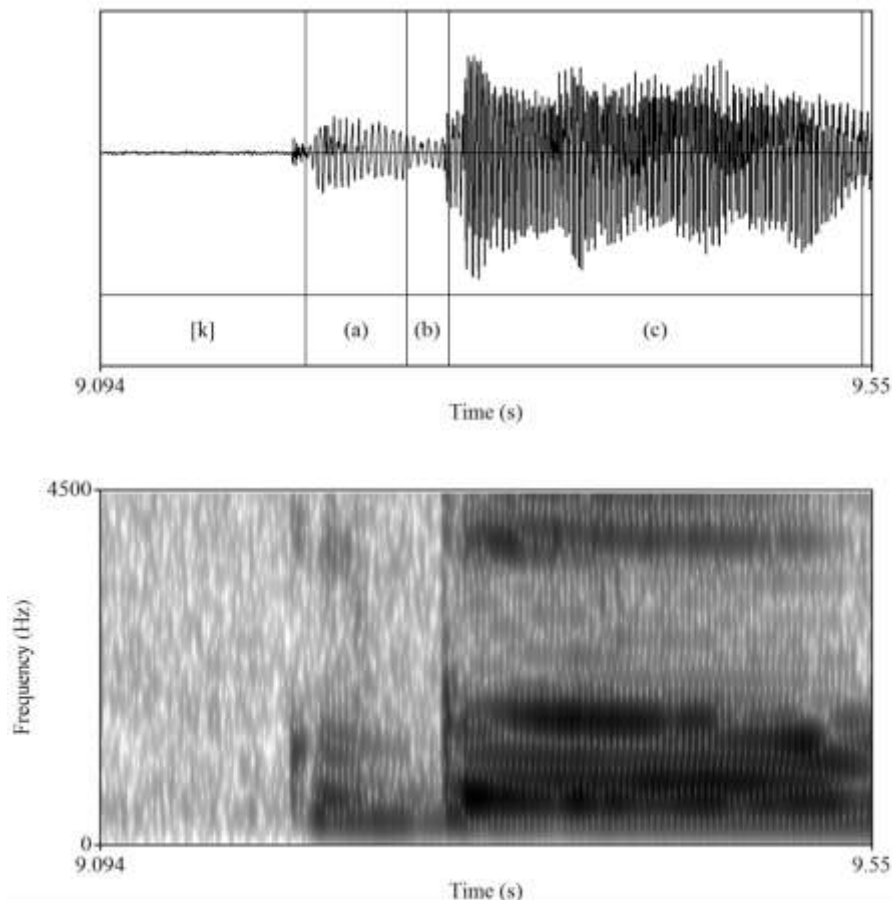 [k] (a) (b) (c)
9.094 9.55
Time (s)
4500
Frequency (Hz)
0
9.094 9.55
Time (s)